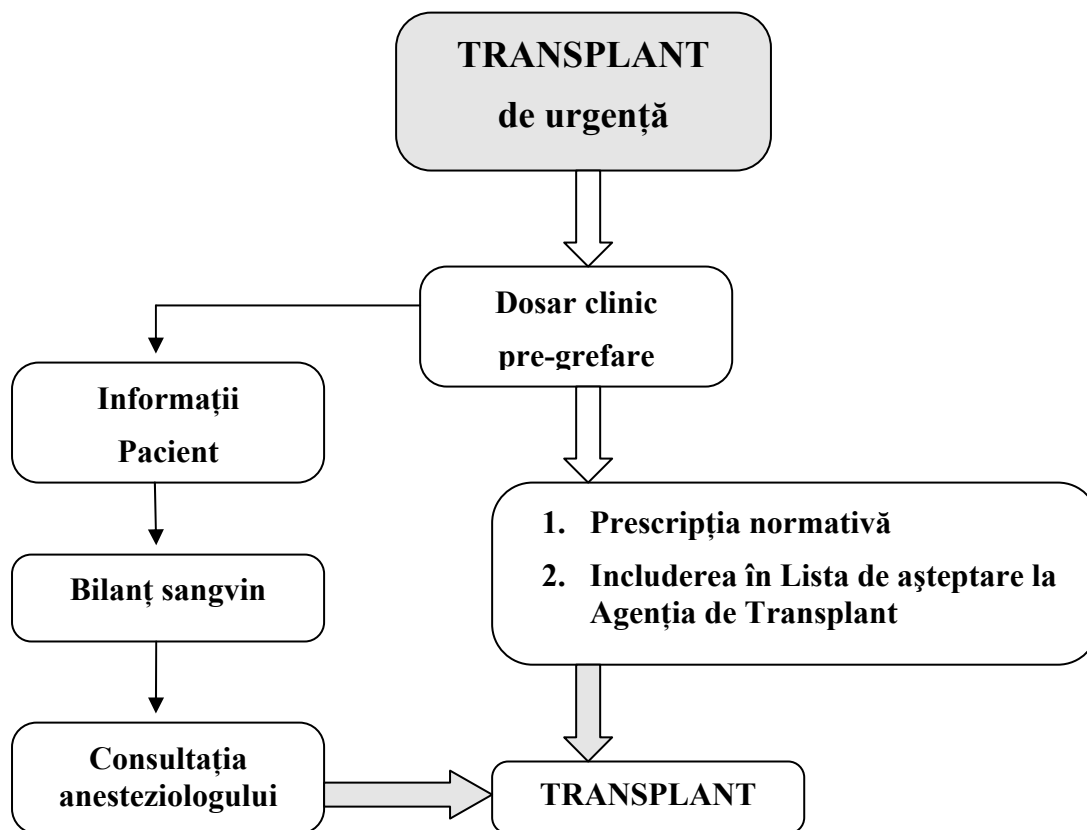 TRANSPLANT
de urgență
Dosar clinic
pre-grefare
Informații
Pacient
1. Prescripția normativă
2. Includerea în Lista de aşteptare la
Agenția de Transplant
Bilanț sangvin
Consultația
anesteziologului
TRANSPLANT